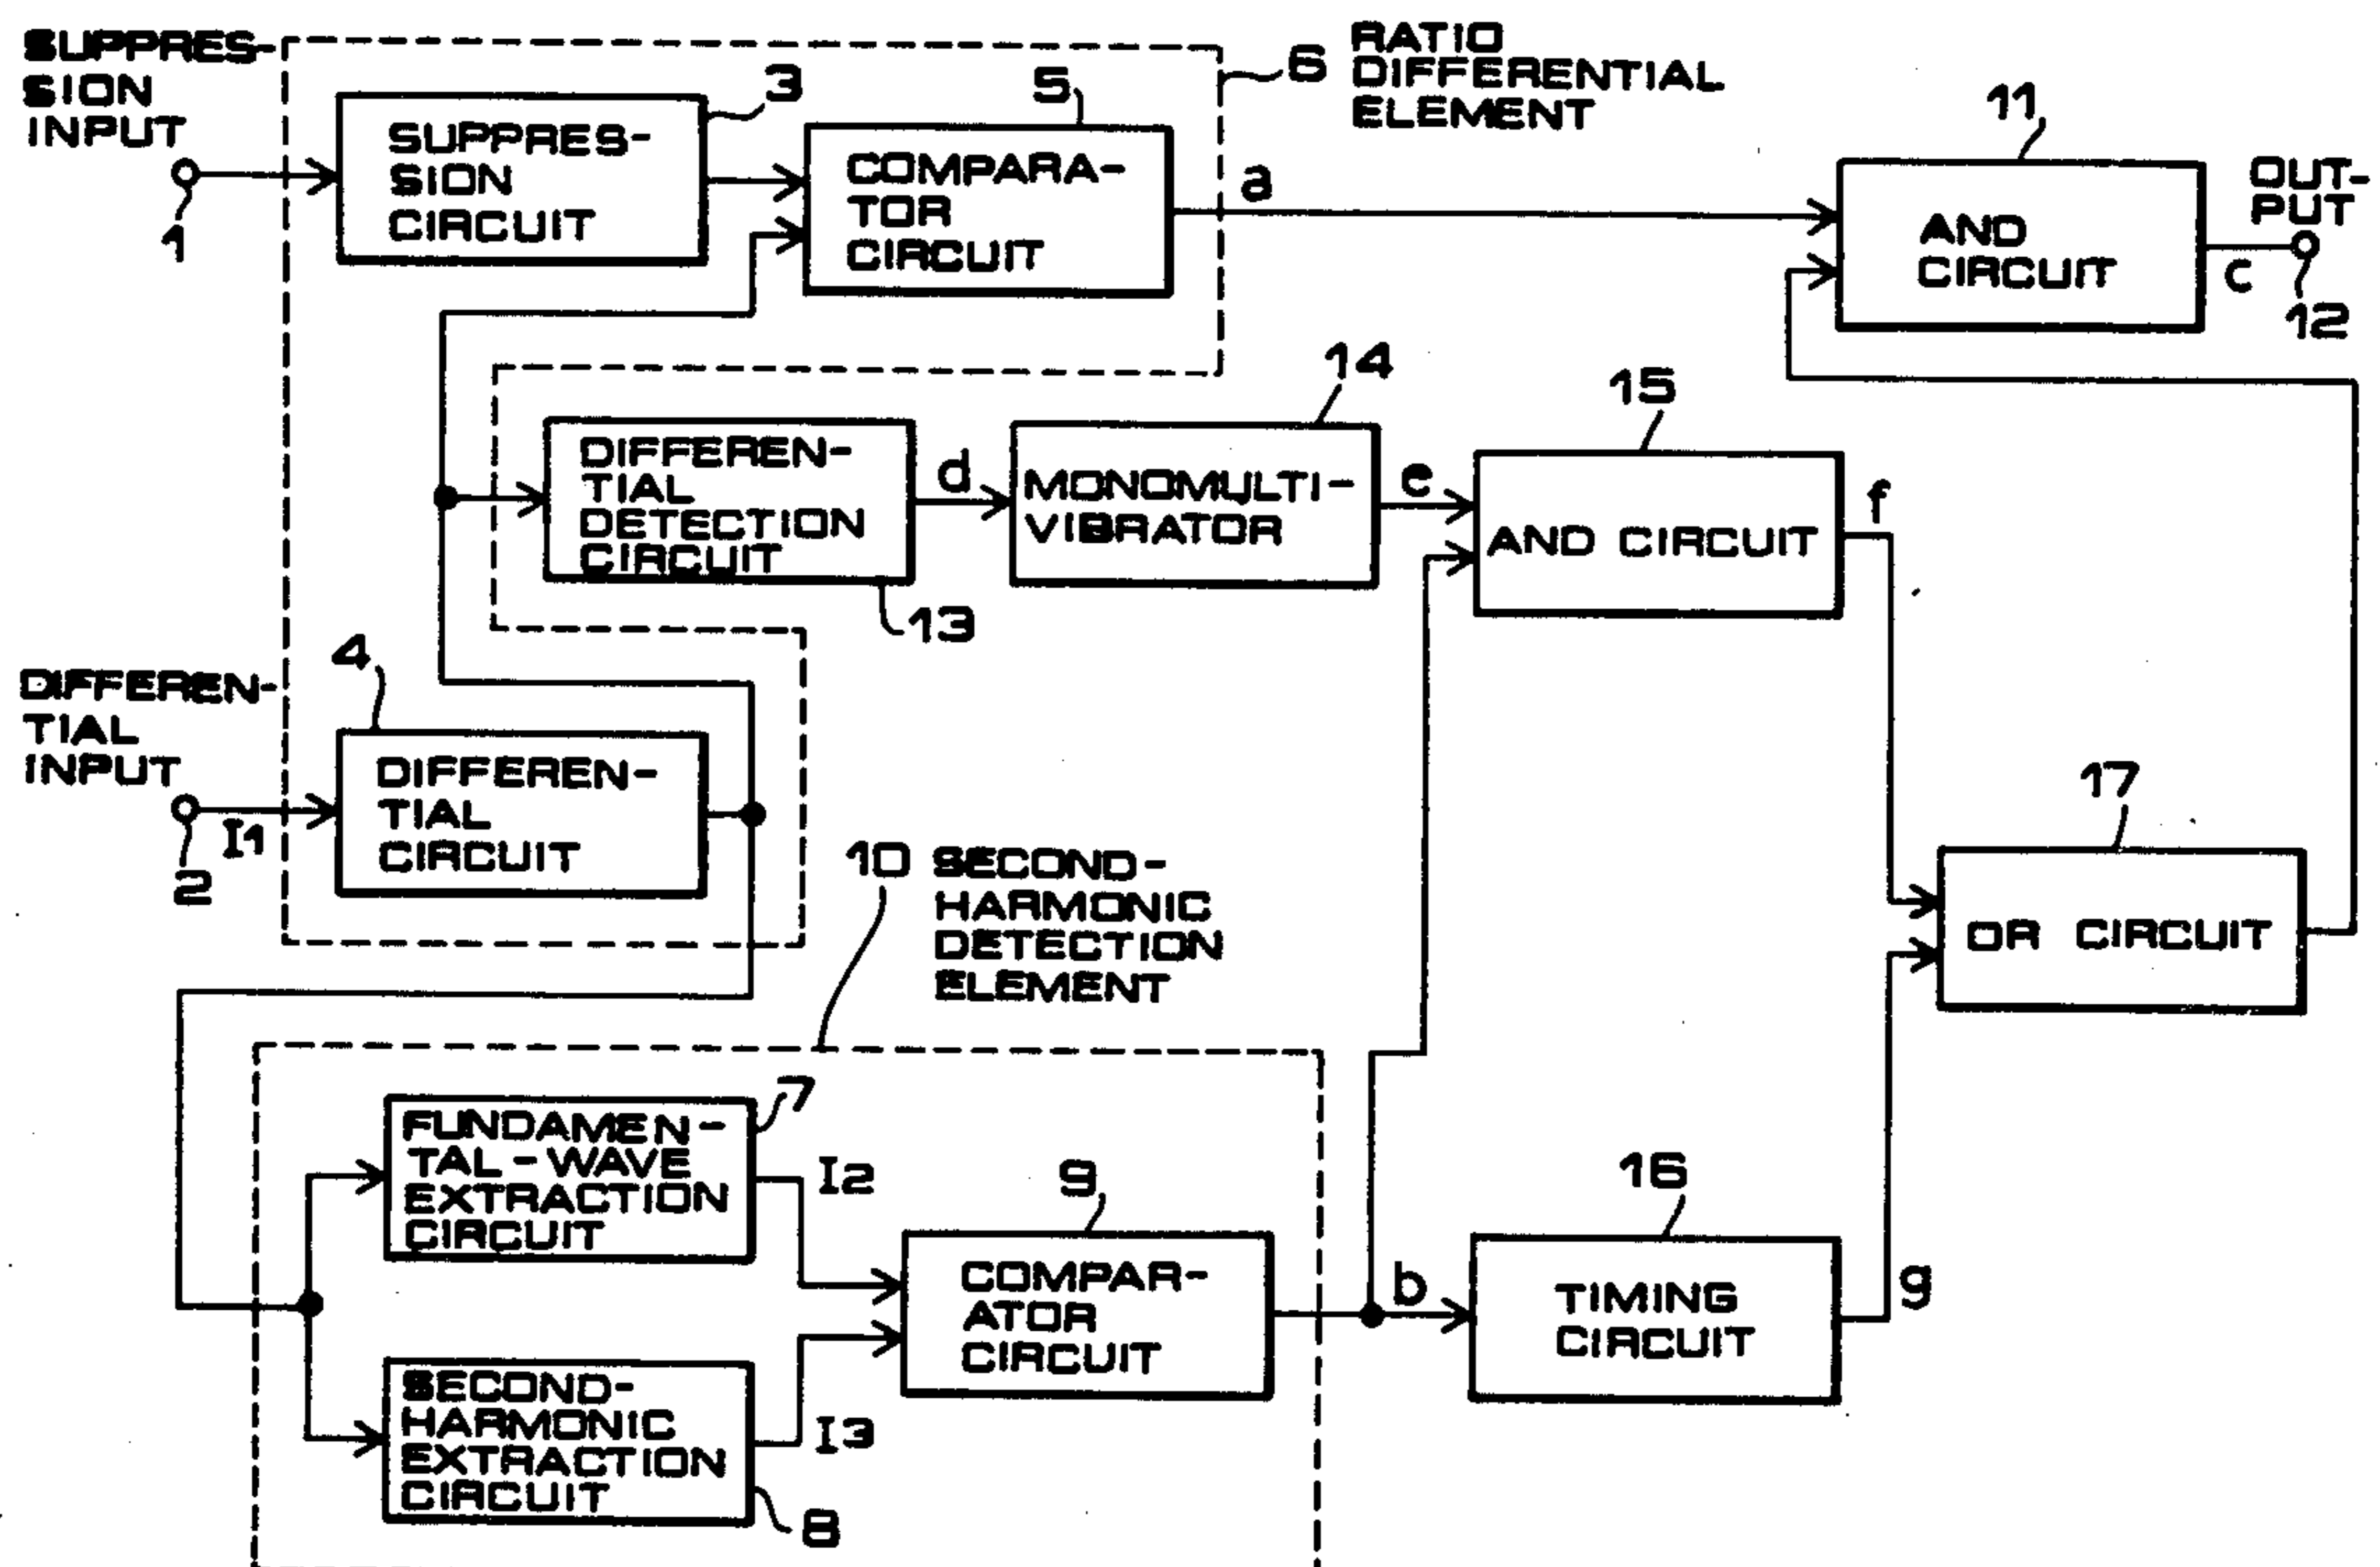 SUPPRES-
SION
INPUT
1
3
SUPPRES-
SION
CIRCUIT
5
COMPARA-
TOR
CIRCUIT
6
RATIO
DIFFERENTIAL
ELEMENT
a
11
AND
CIRCUIT
OUT-
PUT
c
12
DIFFEREN-
TIAL
DETECTION
CIRCUIT
13
d
14
MONOMULTI-
VIBRATOR
e
15
AND CIRCUIT
f
DIFFEREN-
TIAL
INPUT
2
I1
4
DIFFEREN-
TIAL
CIRCUIT
10 SECOND-
HARMONIC
DETECTION
ELEMENT
17
OR CIRCUIT
7
FUNDAMEN-
TAL-WAVE
EXTRACTION
CIRCUIT
I2
9
COMPAR-
ATOR
CIRCUIT
b
16
TIMING
CIRCUIT
g
SECOND-
HARMONIC
EXTRACTION
CIRCUIT
I3
8